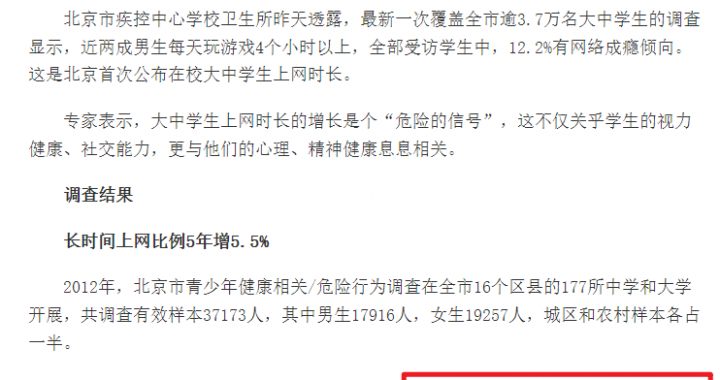 北京市疾控中心学校卫生所昨天透露，最新一次覆盖全市逾3.7万名大中学生的调查
显示，近两成男生每天玩游戏4个小时以上，全部受访学生中，12.2%有网络成瘾倾向。
这是北京首次公布在校大中学生上网时长。
专家表示，大中学生上网时长的增长是个“危险的信号”，这不仅关乎学生的视力
健康、社交能力，更与他们的心理、精神健康息息相关。
调查结果
长时间上网比例5年增5.5%
2012年，北京市青少年健康相关/危险行为调查在全市16个区县的177所中学和大学
开展，共调查有效样本37173人，其中男生17916人，女生19257人，城区和农村样本各占
一半。